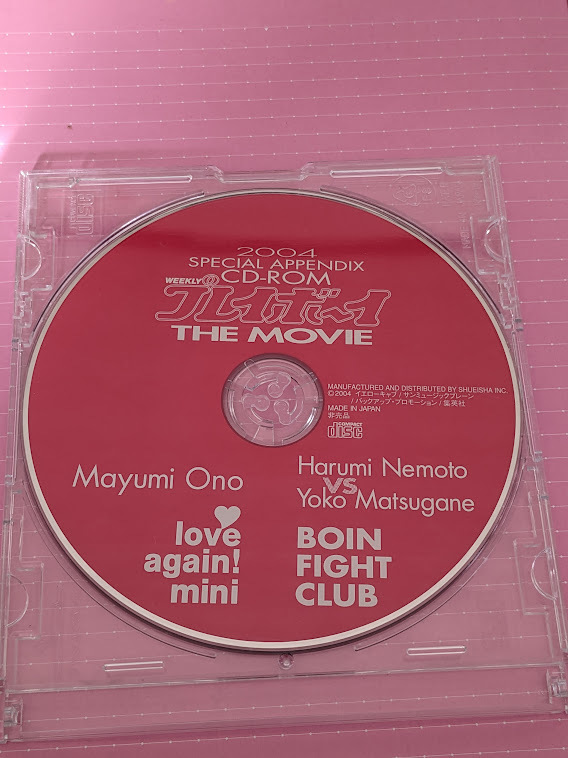 2004
SPECIAL APPENDIX
CD-ROM
WEEKLY
プレイボーイ
THE MOVIE
MANUFACTURED AND DISTRIBUTED BY SHUEISHA INC.
©2004 イエローキャブ / サンミュージックブレーン
/ バックアップ・プロモーション / 集英社
MADE IN JAPAN
非売品
COMPACT
disc
Mayumi Ono
love
again!
mini
Harumi Nemoto
VS
Yoko Matsugane
BOIN
FIGHT
CLUB